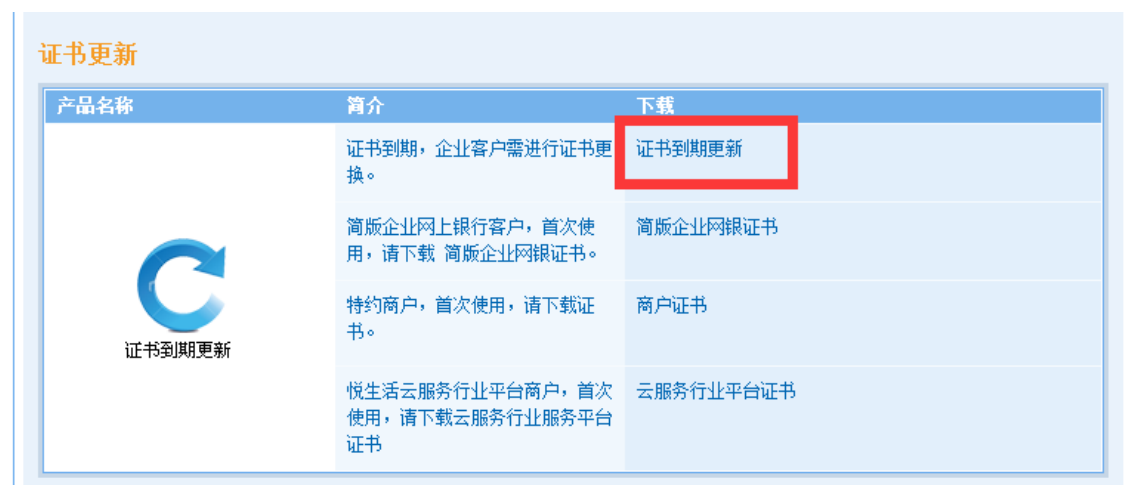 证书更新
产品名称 简介 下载
证书到期，企业客户需进行证书更
换。
证书到期更新
简版企业网上银行客户，首次使
用，请下载 简版企业网银证书。
简版企业网银证书
特约商户，首次使用，请下载证
书。
商户证书
证书到期更新
悦生活云服务行业平台商户，首次
使用，请下载云服务行业服务平台
证书
云服务行业平台证书